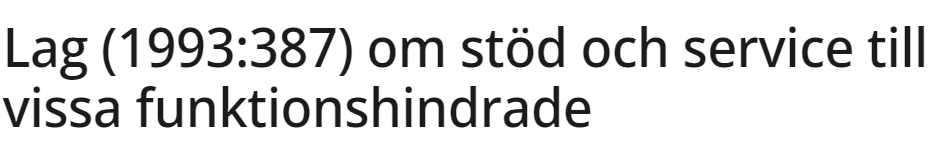 Lag (1993:387) om stöd och service till
vissa funktionshindrade